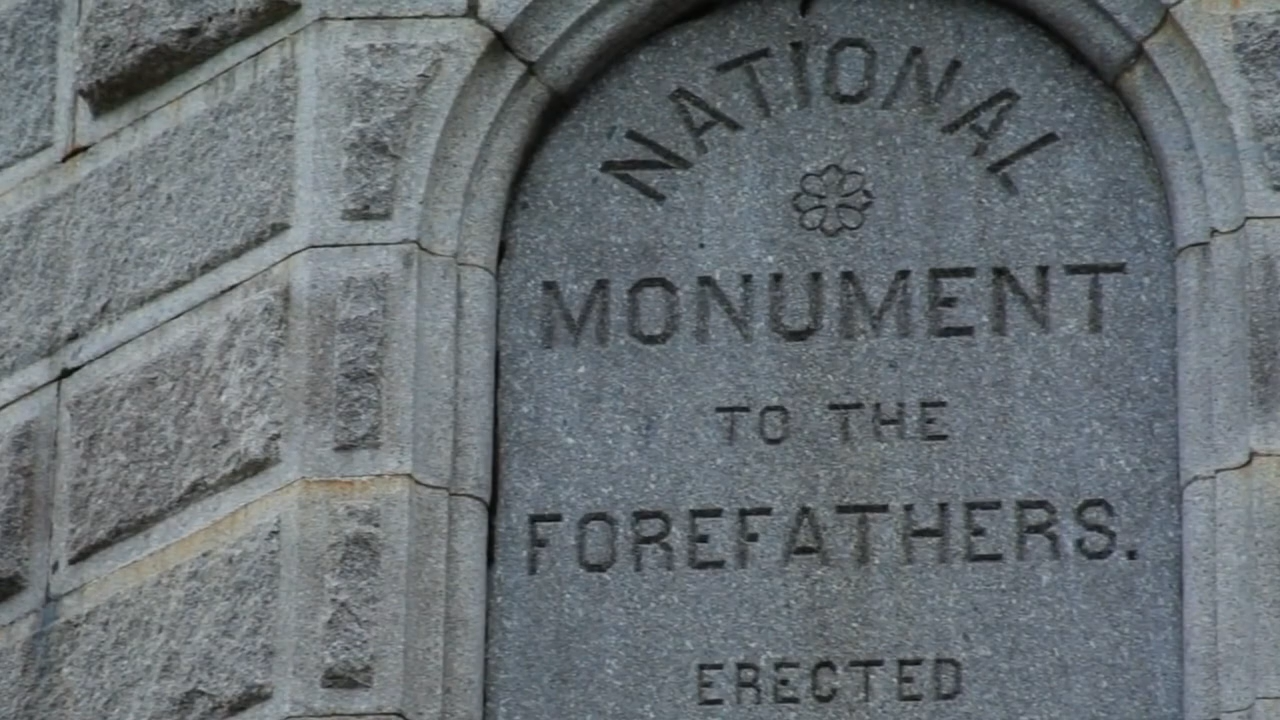 NATIONAL
MONUMENT
TO THE
FOREFATHERS.
ERECTED